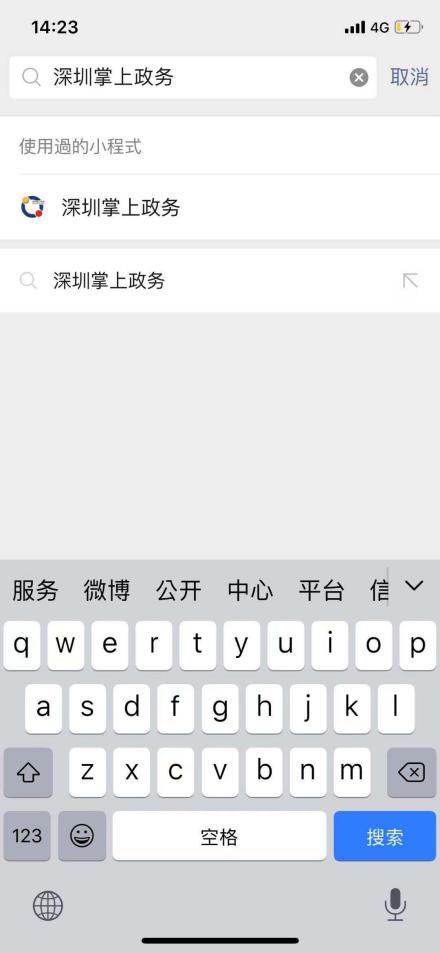 14:23 4G
深圳掌上政务 取消
使用過的小程式
深圳掌上政务
深圳掌上政务
服务 微博 公开 中心 平台 信
q w e r t y u i o p
a s d f g h j k l
z x c v b n m
123 空格 搜索